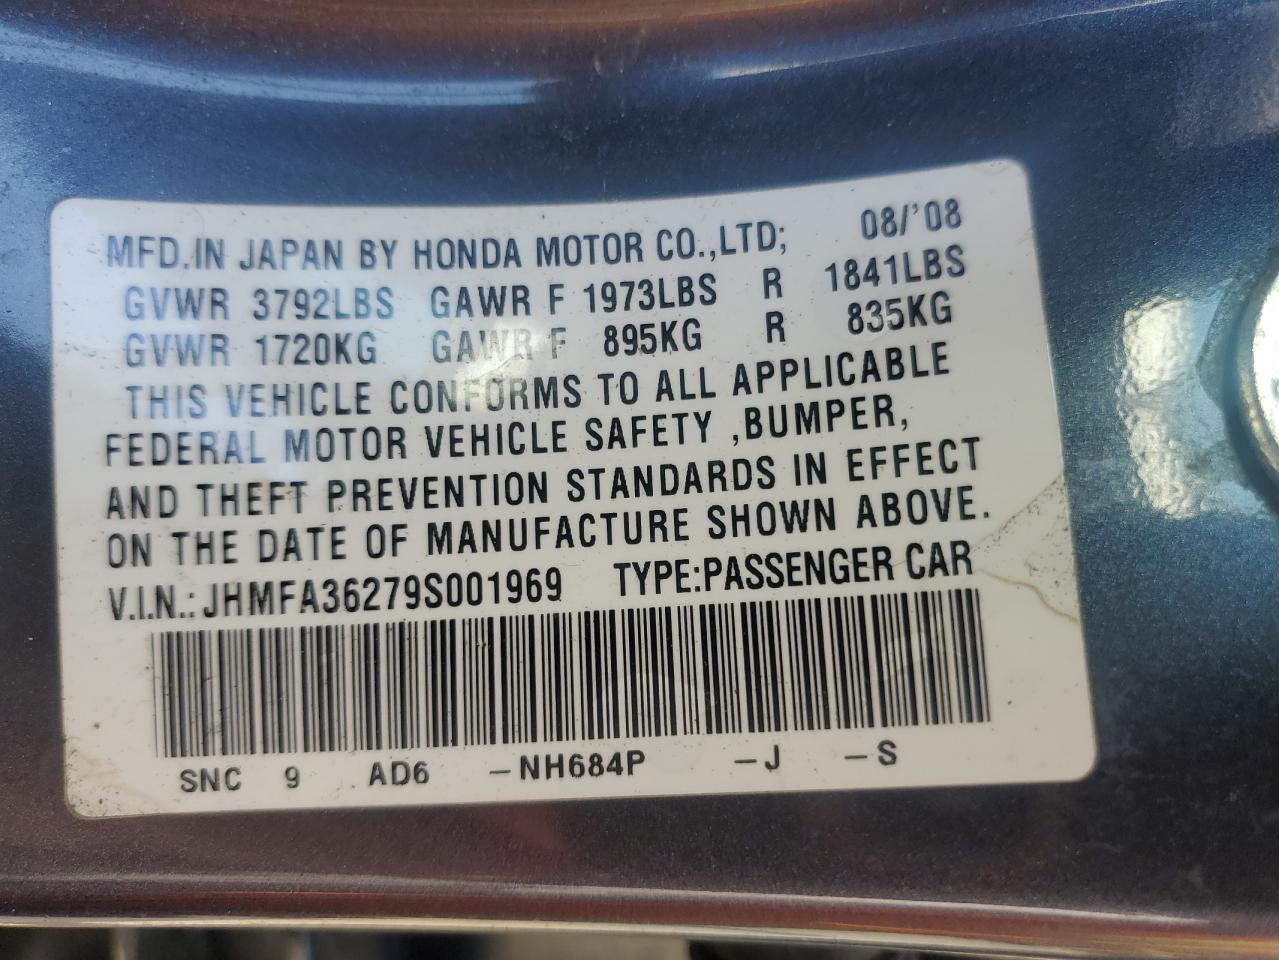 MFD.IN JAPAN BY HONDA MOTOR CO.,LTD; 08/'08
GVWR 3792LBS GAWR F 1973LBS R 1841LBS
GVWR 1720KG GAWR F 895KG R 835KG
THIS VEHICLE CONFORMS TO ALL APPLICABLE
FEDERAL MOTOR VEHICLE SAFETY ,BUMPER,
AND THEFT PREVENTION STANDARDS IN EFFECT
ON THE DATE OF MANUFACTURE SHOWN ABOVE.
V.I.N.: JHMFA36279S001969 TYPE:PASSENGER CAR
SNC 9 AD6 -NH684P -J -S